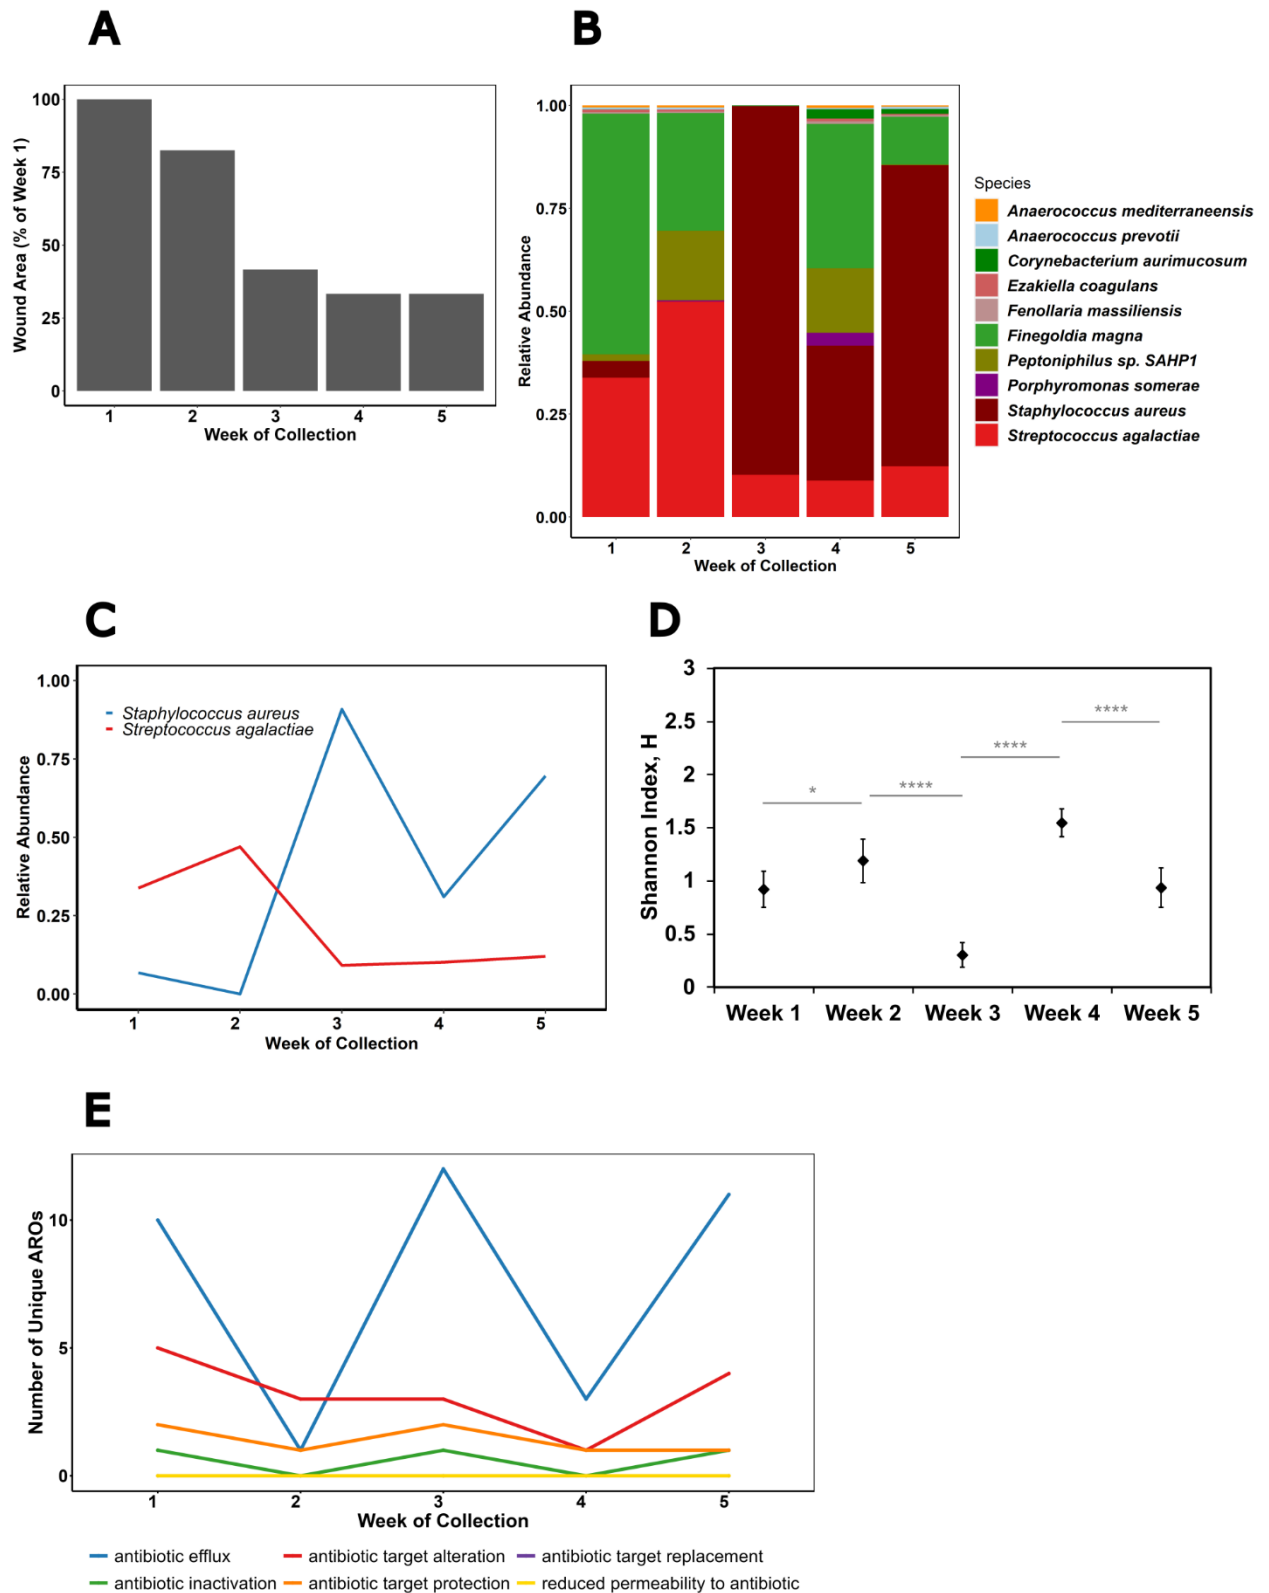 A
B
100
75
50
25
0
Wound Area (% of Week 1)
1 2 3 4 5
Week of Collection
1.00
0.75
0.50
0.25
0.00
Relative Abundance
1 2 3 4 5
Week of Collection
Species
Anaerococcus mediterraneensis
Anaerococcus prevotii
Corynebacterium aurimucosum
Ezakiella coagulans
Fenollaria massiliensis
Finegoldia magna
Peptoniphilus sp. SAHP1
Porphyromonas somerae
Staphylococcus aureus
Streptococcus agalactiae
C
D
1.00
0.75
0.50
0.25
0.00
Relative Abundance
Staphylococcus aureus
Streptococcus agalactiae
1 2 3 4 5
Week of Collection
3
2.5
2
1.5
1
0.5
0
Shannon Index, H
*
****
****
****
Week 1 Week 2 Week 3 Week 4 Week 5
E
10
5
0
Number of Unique AROs
1 2 3 4 5
Week of Collection
antibiotic efflux antibiotic target alteration antibiotic target replacement
antibiotic inactivation antibiotic target protection reduced permeability to antibiotic